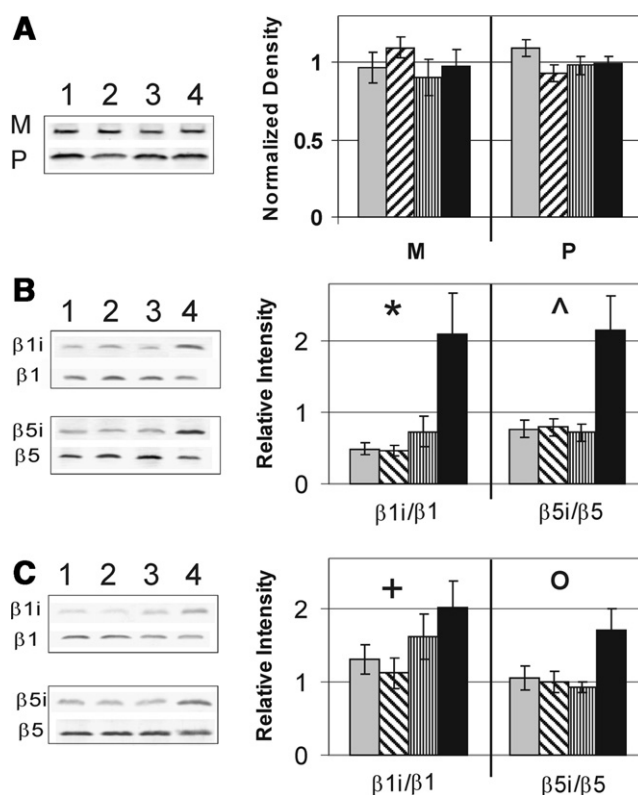 A
1 2 3 4
M
P
Normalized Density
1
0.5
0
M P
B
1 2 3 4
β1i
β1
β5i
β5
Relative Intensity
2
1
0
* ^
β1i/β1 β5i/β5
C
1 2 3 4
β1i
β1
β5i
β5
Relative Intensity
2
1
0
+ O
β1i/β1 β5i/β5